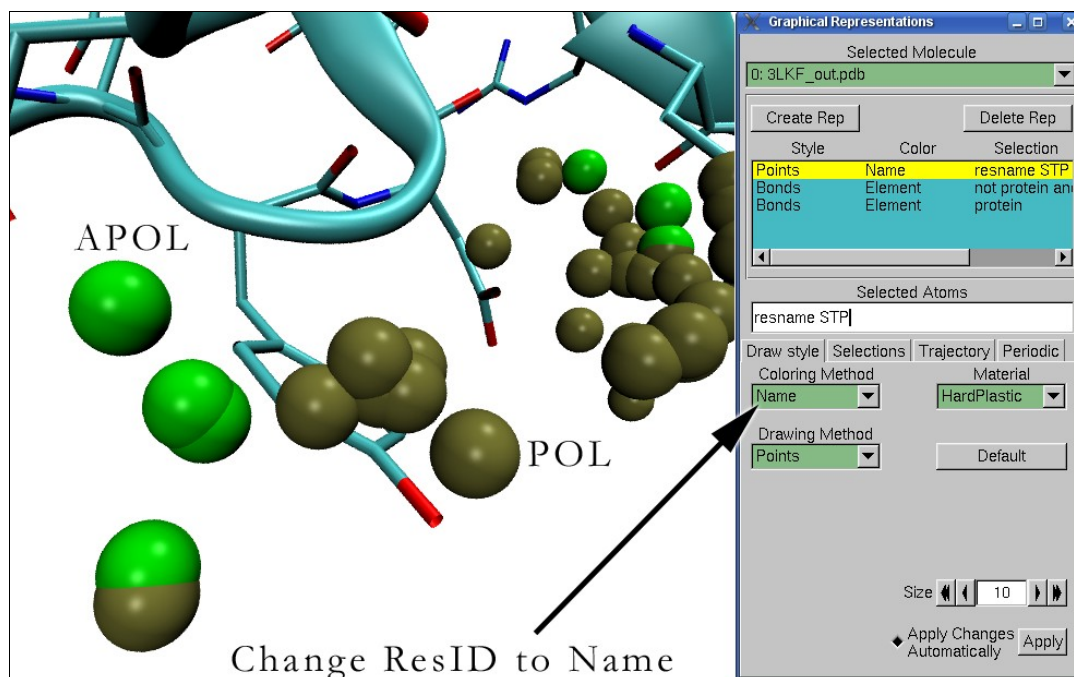 APOL
POL
Change ResID to Name
Graphical Representations
Selected Molecule
0: 3LKF_out.pdb
Create Rep Delete Rep
Style Color Selection
Points Name resname STP
Bonds Element not protein an
Bonds Element protein
Selected Atoms
resname STP
Draw style Selections Trajectory Periodic
Coloring Method Material
Name HardPlastic
Drawing Method
Points Default
Size 10
Apply Changes
Automatically Apply